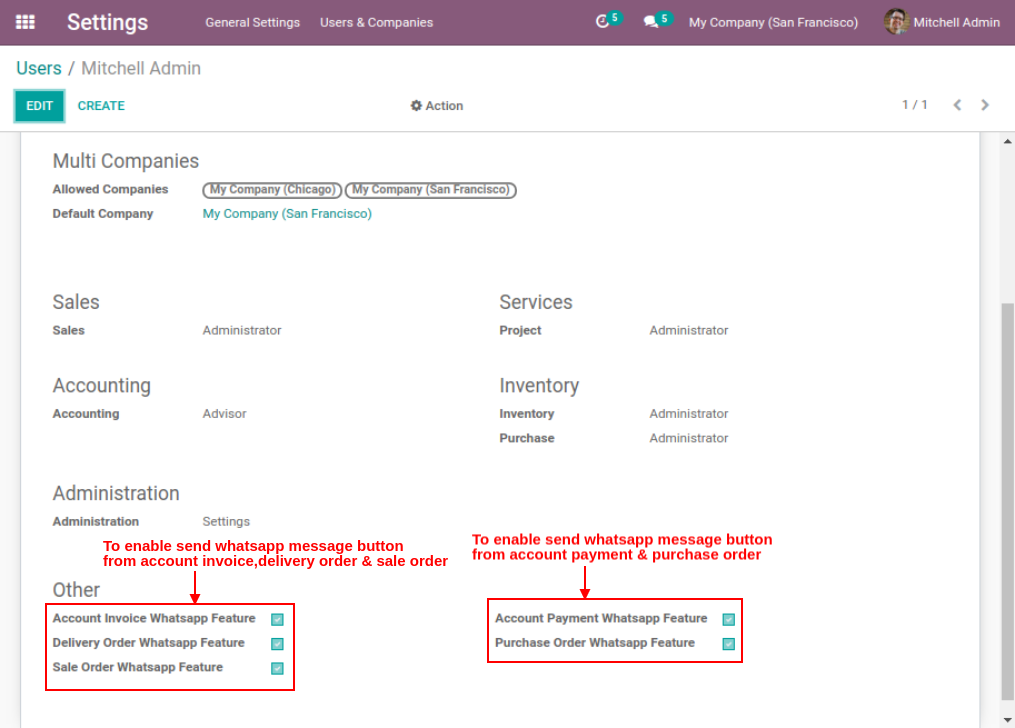 Settings General Settings Users & Companies 5 5 My Company (San Francisco) Mitchell Admin
Users / Mitchell Admin
EDIT CREATE Action 1 / 1
Multi Companies
Allowed Companies My Company (Chicago) My Company (San Francisco)
Default Company My Company (San Francisco)
Sales Services
Sales Administrator Project Administrator
Accounting Inventory
Accounting Advisor Inventory Administrator
Purchase Administrator
Administration
Administration Settings
To enable send whatsapp message button
from account invoice,delivery order & sale order
To enable send whatsapp message button
from account payment & purchase order
Other
Account Invoice Whatsapp Feature Account Payment Whatsapp Feature
Delivery Order Whatsapp Feature Purchase Order Whatsapp Feature
Sale Order Whatsapp Feature